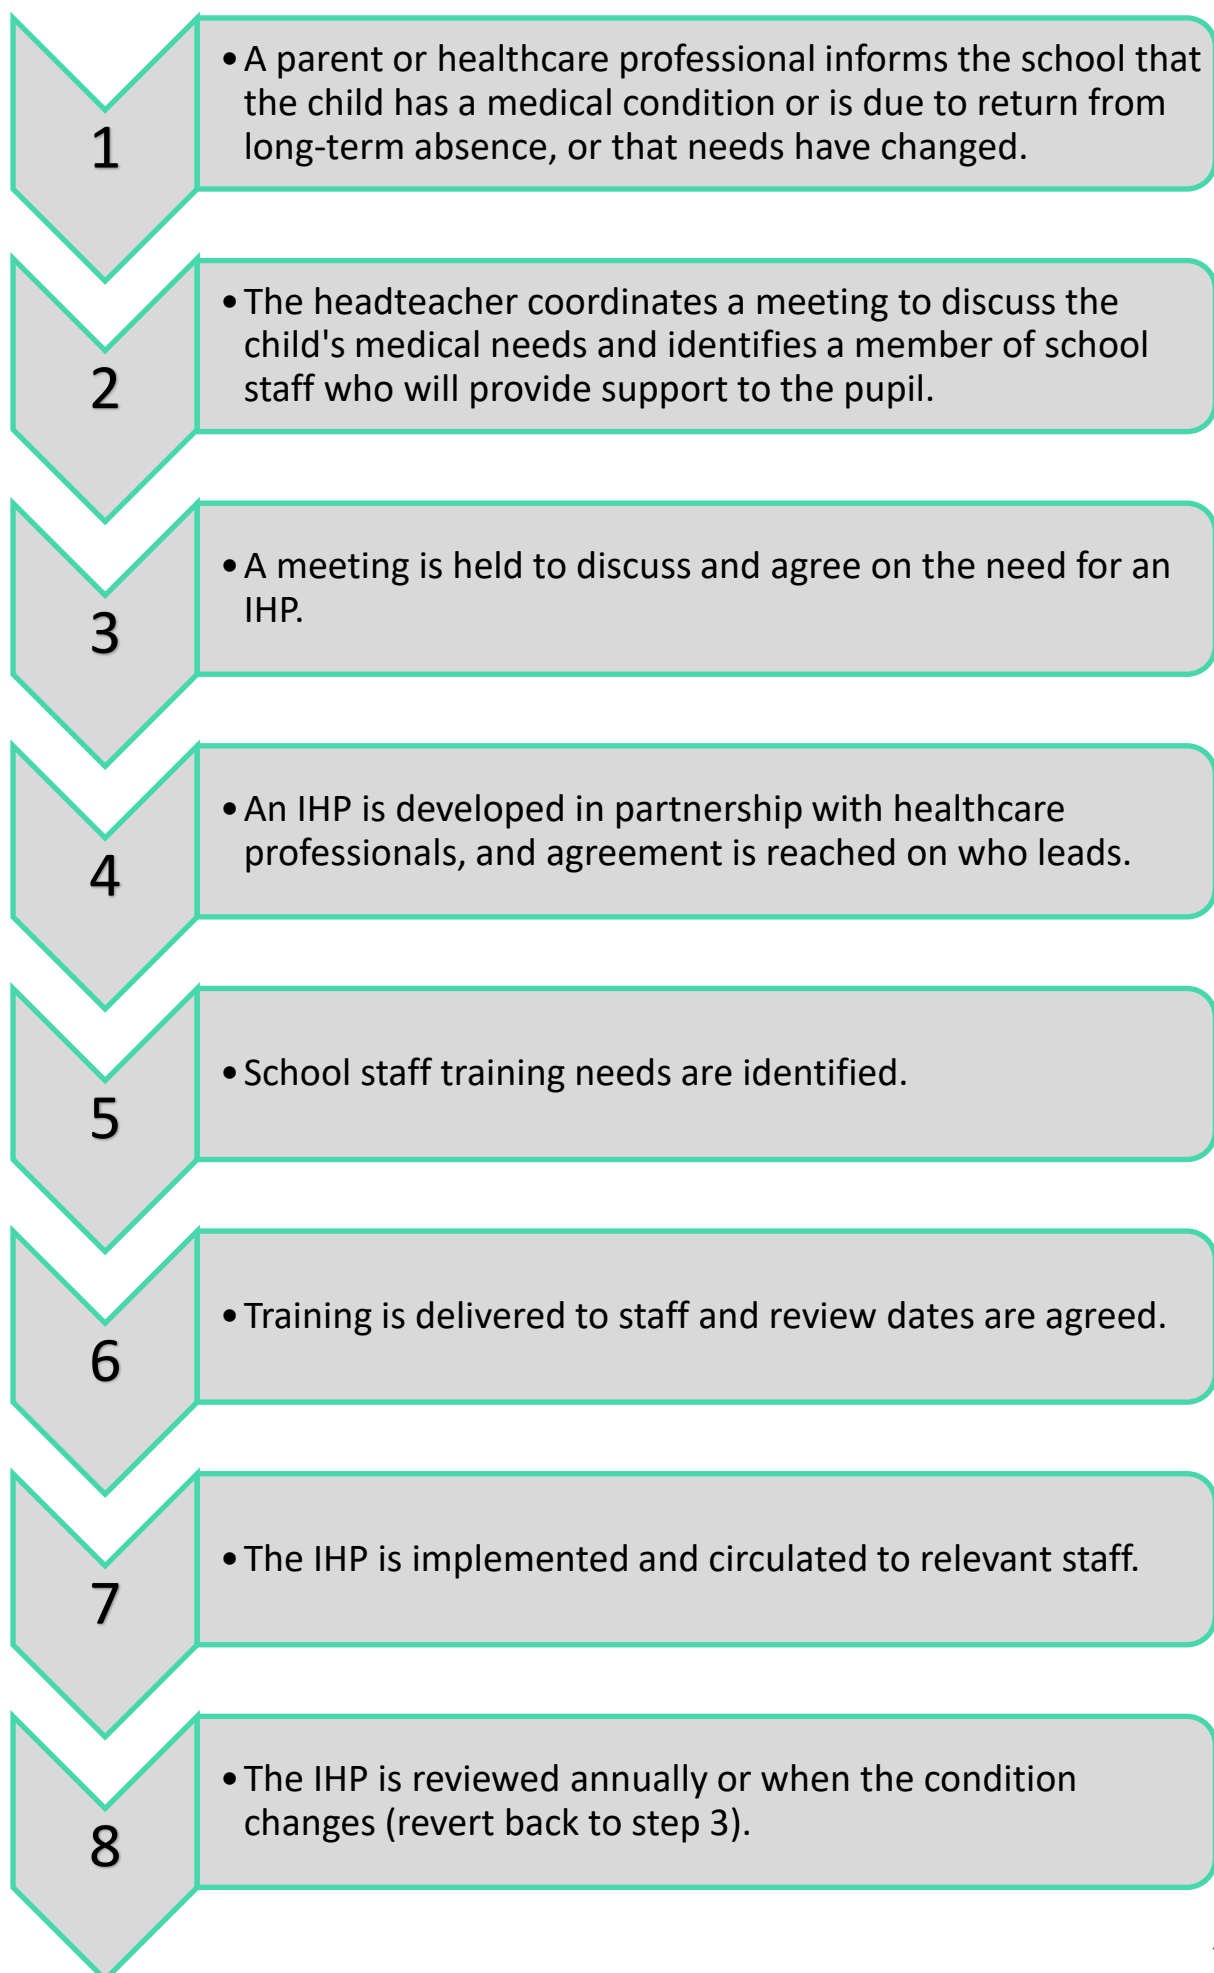 1
• A parent or healthcare professional informs the school that
the child has a medical condition or is due to return from
long-term absence, or that needs have changed.
2
• The headteacher coordinates a meeting to discuss the
child's medical needs and identifies a member of school
staff who will provide support to the pupil.
3
• A meeting is held to discuss and agree on the need for an
IHP.
4
• An IHP is developed in partnership with healthcare
professionals, and agreement is reached on who leads.
5
• School staff training needs are identified.
6
• Training is delivered to staff and review dates are agreed.
7
• The IHP is implemented and circulated to relevant staff.
8
• The IHP is reviewed annually or when the condition
changes (revert back to step 3).